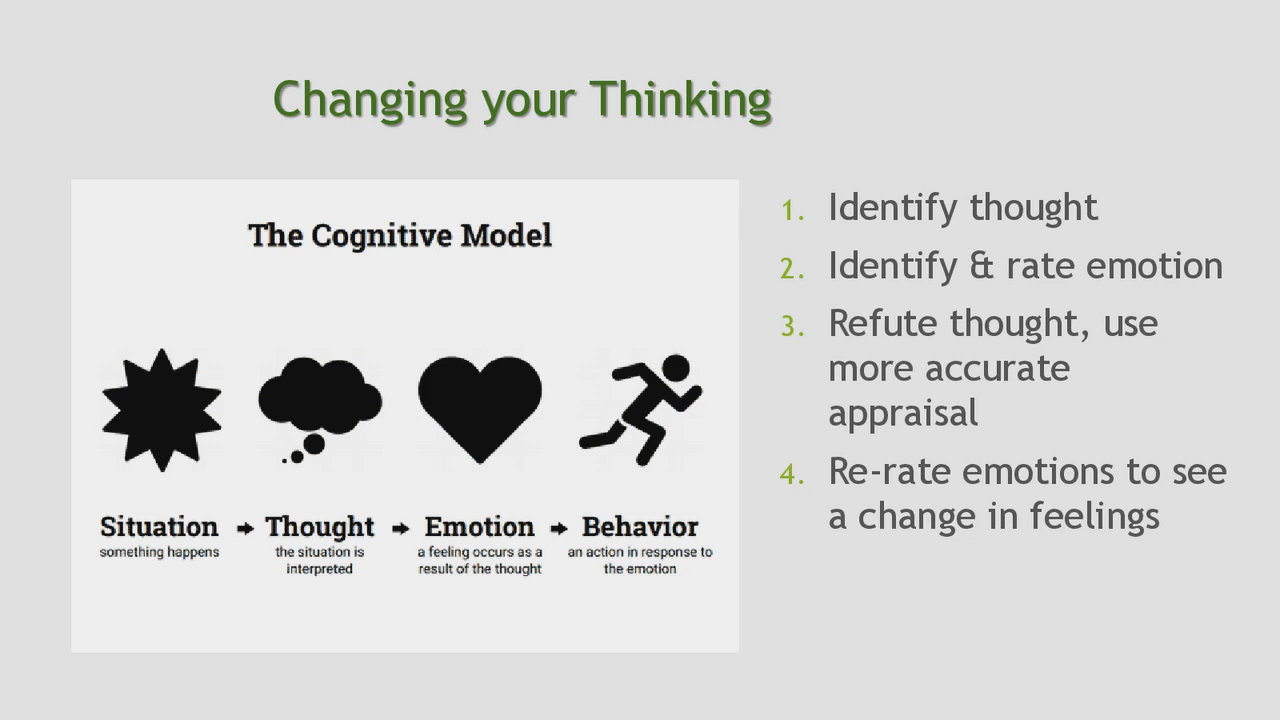 Changing your Thinking
The Cognitive Model
Situation → Thought → Emotion → Behavior
something happens
the situation is
interpreted
a feeling occurs as a
result of the thought
an action in response to
the emotion
1. Identify thought
2. Identify & rate emotion
3. Refute thought, use
more accurate
appraisal
4. Re-rate emotions to see
a change in feelings